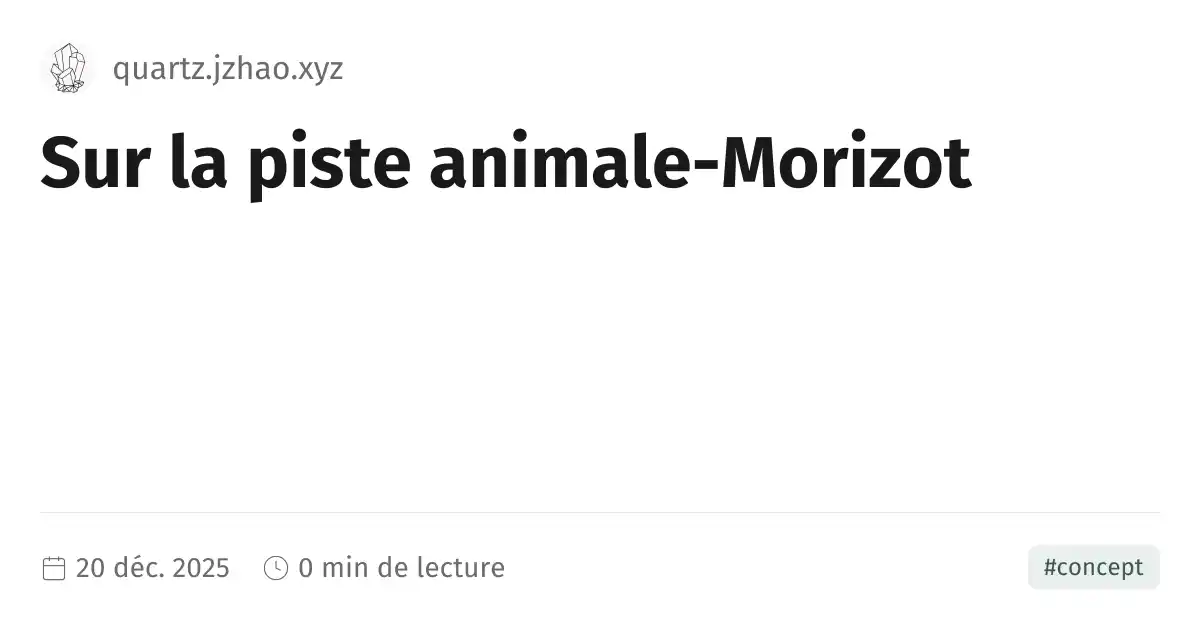 quartz.jzhao.xyz
Sur la piste animale-Morizot
20 déc. 2025 0 min de lecture #concept